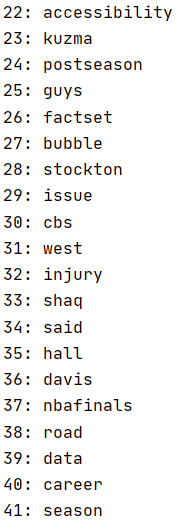 22: accessibility
23: kuzma
24: postseason
25: guys
26: factset
27: bubble
28: stockton
29: issue
30: cbs
31: west
32: injury
33: shaq
34: said
35: hall
36: davis
37: nbafinals
38: road
39: data
40: career
41: season